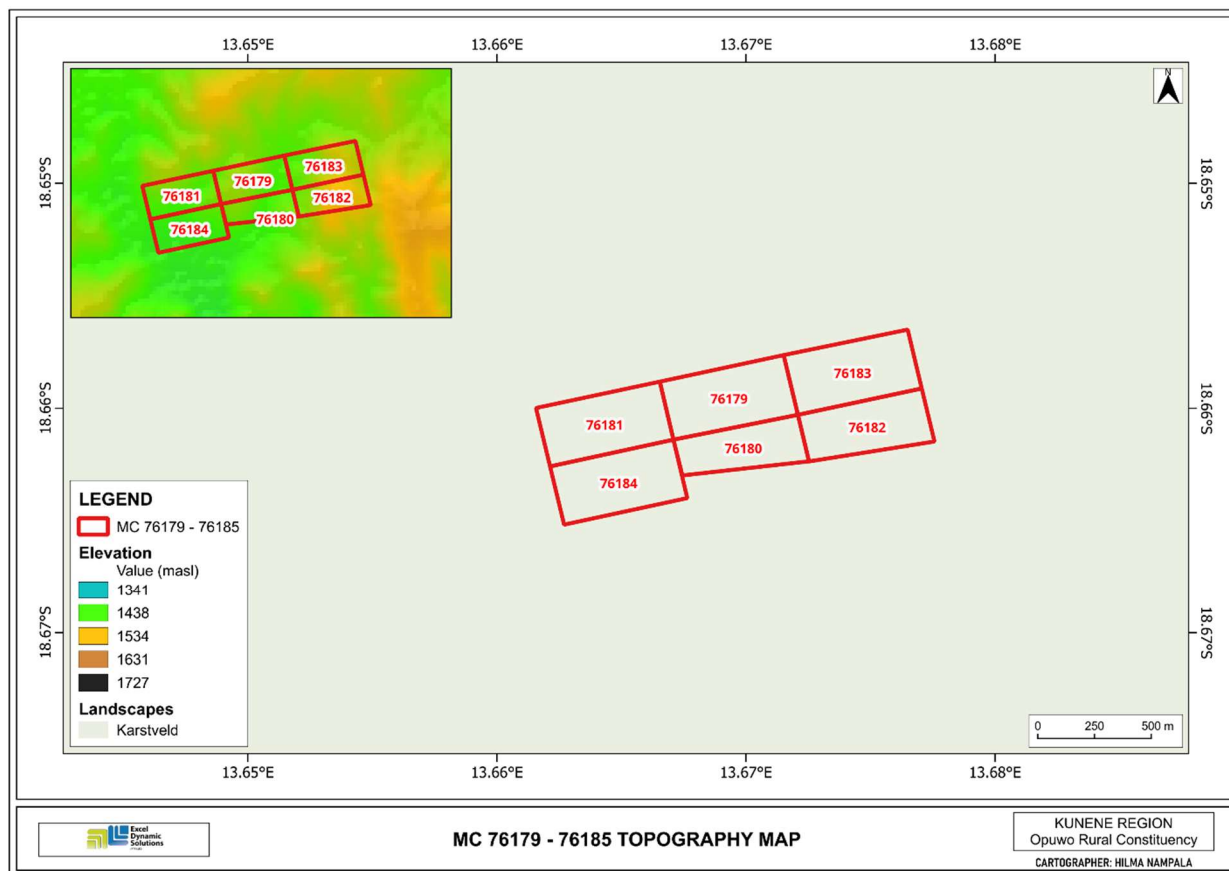 13.65°E
13.66°E
13.67°E
13.68°E
N
18.65°S
18.65°S
76183
76179
76181
76182
76180
76184
76183
76179
76181
76182
76180
76184
18.66°S
18.66°S
LEGEND
MC 76179 - 76185
Elevation
Value (masl)
1341
1438
1534
1631
1727
Landscapes
Karstveld
18.67°S
18.67°S
0 250 500 m
13.65°E
13.66°E
13.67°E
13.68°E
Excel
Dynamic
Solutions
MC 76179 - 76185 TOPOGRAPHY MAP
KUNENE REGION
Opuwo Rural Constituency
CARTOGRAPHER: HILMA NAMPALA